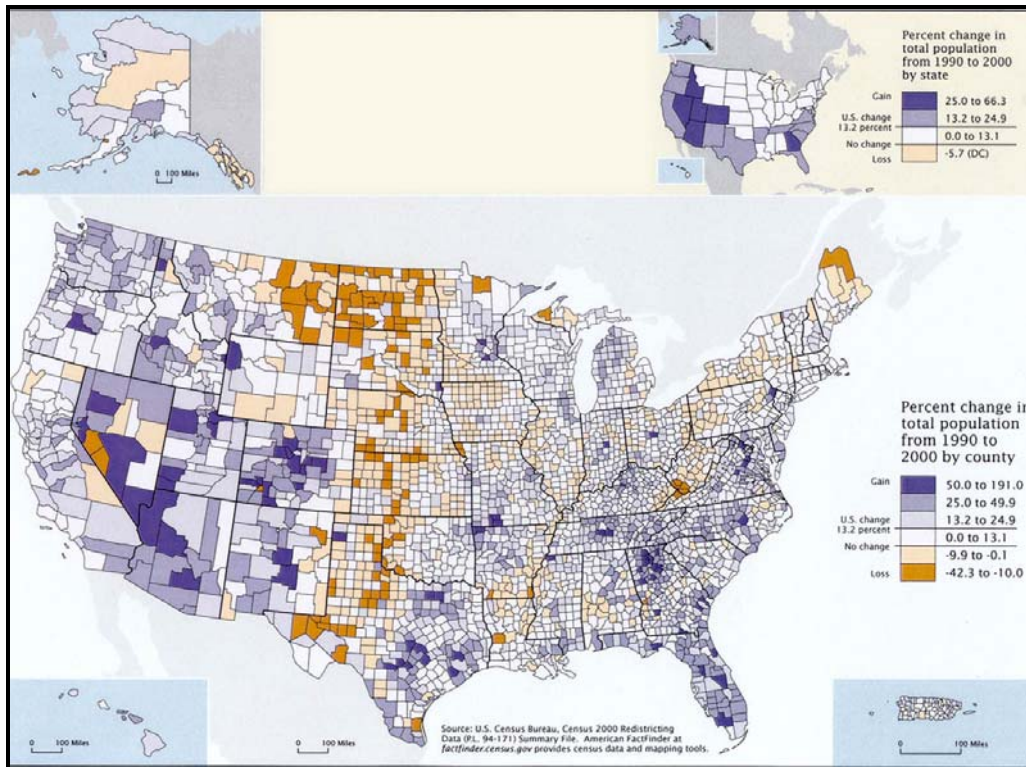 Percent change in
total population
from 1990 to 2000
by state
Gain
25.0 to 66.3
U.S. change
13.2 percent
13.2 to 24.9
0.0 to 13.1
No change
Loss
-5.7 (DC)
0 100 Miles
Percent change in
total population
from 1990 to
2000 by county
Gain
50.0 to 191.0
25.0 to 49.9
U.S. change
13.2 percent
13.2 to 24.9
0.0 to 13.1
No change
-9.9 to -0.1
Loss
-42.3 to -10.0
Source: U.S. Census Bureau, Census 2000 Redistricting
Data (P.L. 94-171) Summary File. American FactFinder at
factfinder.census.gov provides census data and mapping tools.
0 100 Miles
0 100 Miles
0 100 Miles